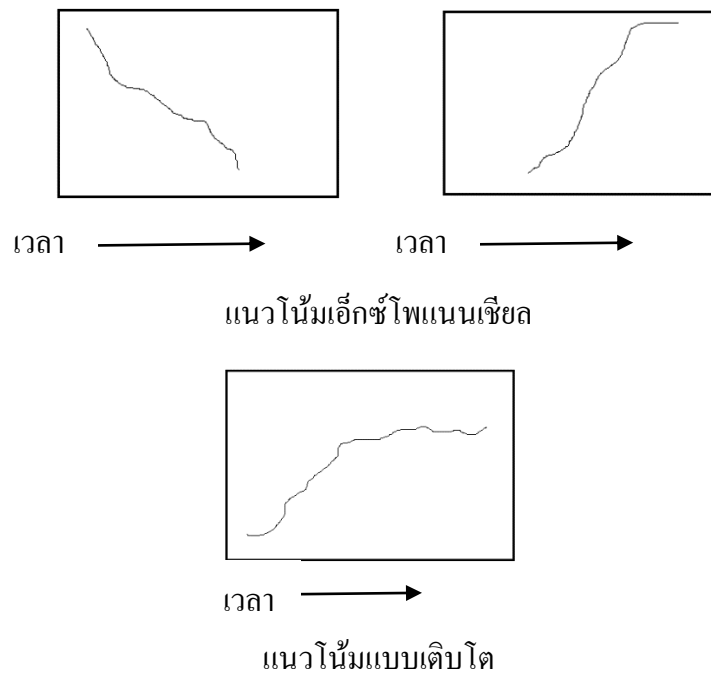 เวลา เวลา
แนวโน้มเอ็กซ์โพแนนเชียล
เวลา
แนวโน้มแบบเติบโต